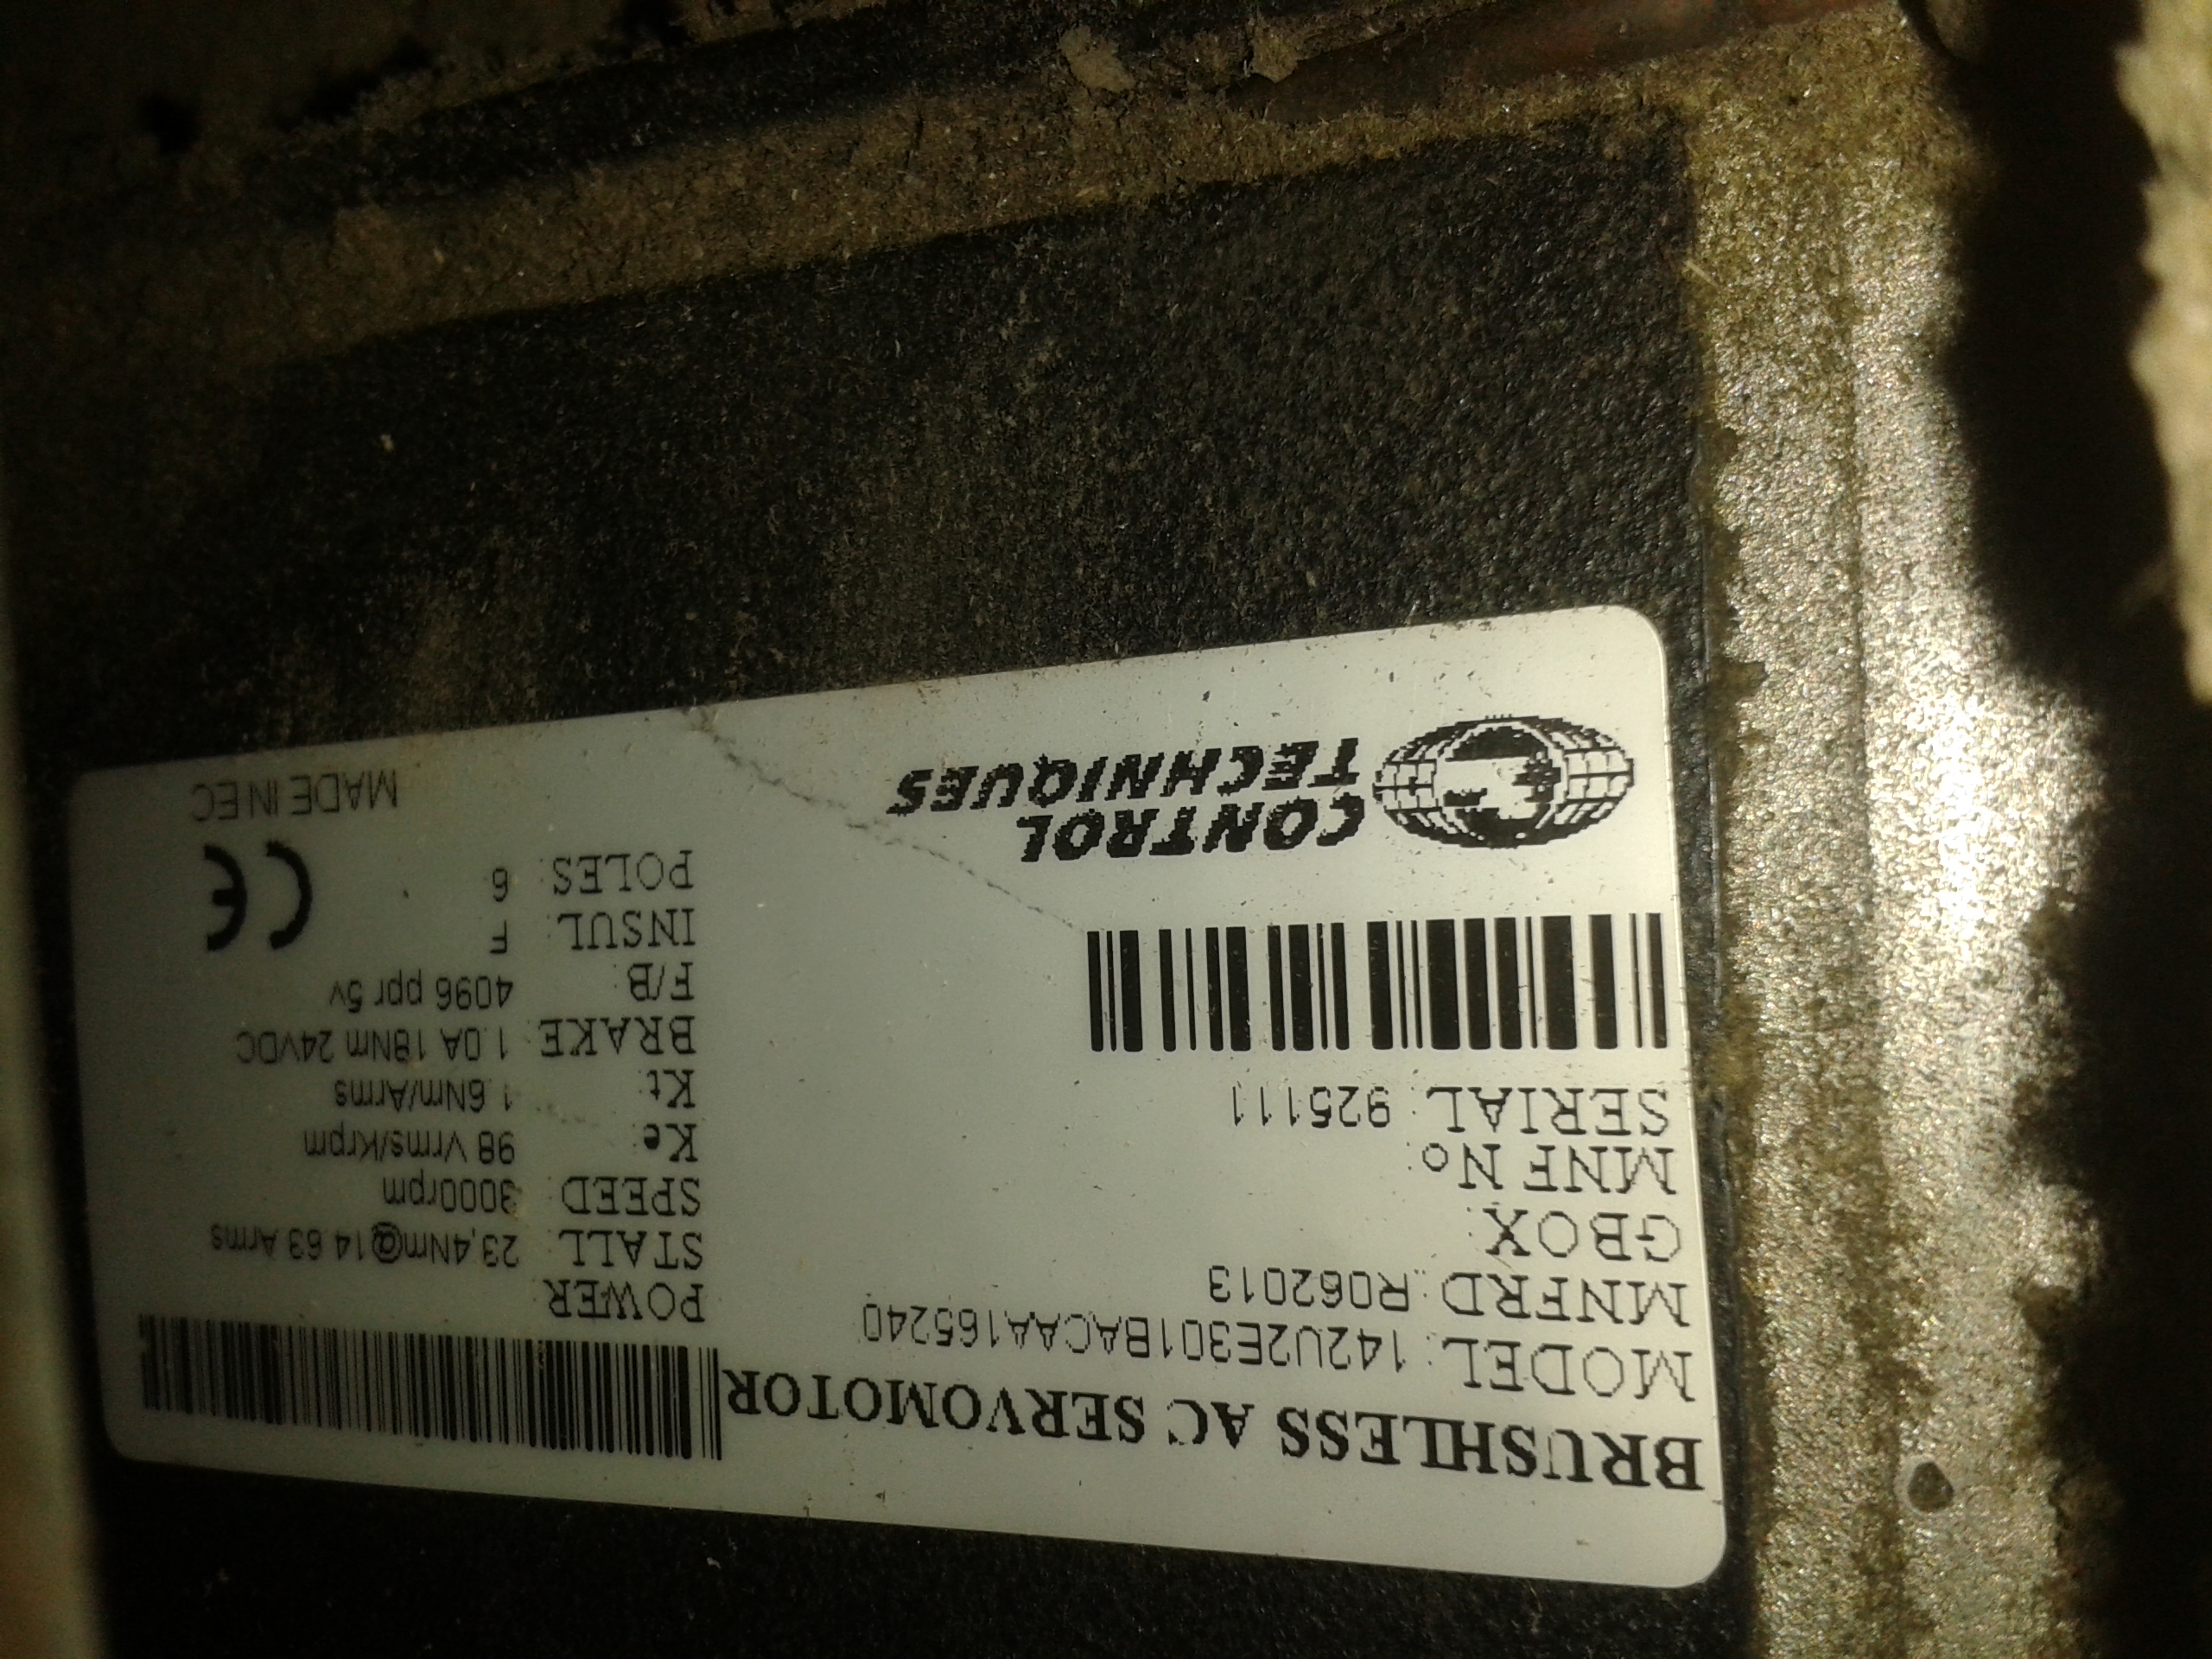 BRUSHLESS AC SERVOMOTOR
MODEL: 142U2E301BACAA165240
MNFRD: R062013
GBOX:
MNF No:
SERIAL: 925111
CONTROL
TECHNIQUES
POWER:
STALL: 23,4Nm@14.63 Arms
SPEED: 3000rpm
Ke: 98 Vrms/Krpm
Kt: 1.6Nm/Arms
BRAKE: 1.0A 18Nm 24VDC
F/B: 4096 ppr 5v
INSUL: F
POLES: 6
CE
MADE IN EC